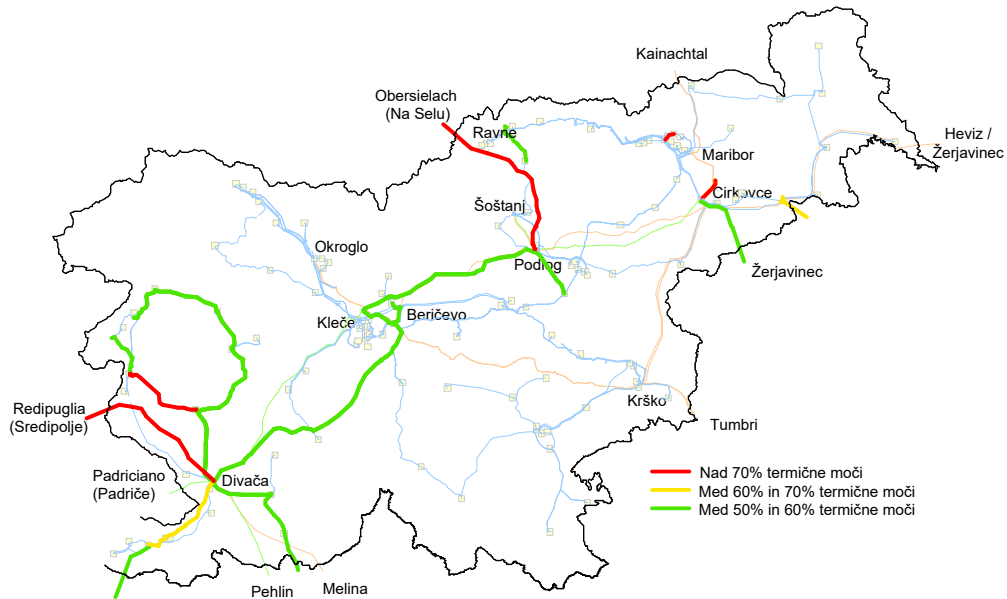 Kainachtal
Obersielach
(Na Selu)
Ravne
Maribor
Heviz /
Žerjavinec
Cirkovce
Šoštanj
Okroglo
Podlog
Žerjavinec
Kleče
Beričevo
Krško
Redipuglia
(Sredipolje)
Tumbri
Padriciano
(Padriče)
Divača
Nad 70% termične moči
Med 60% in 70% termične moči
Med 50% in 60% termične moči
Pehlin
Melina